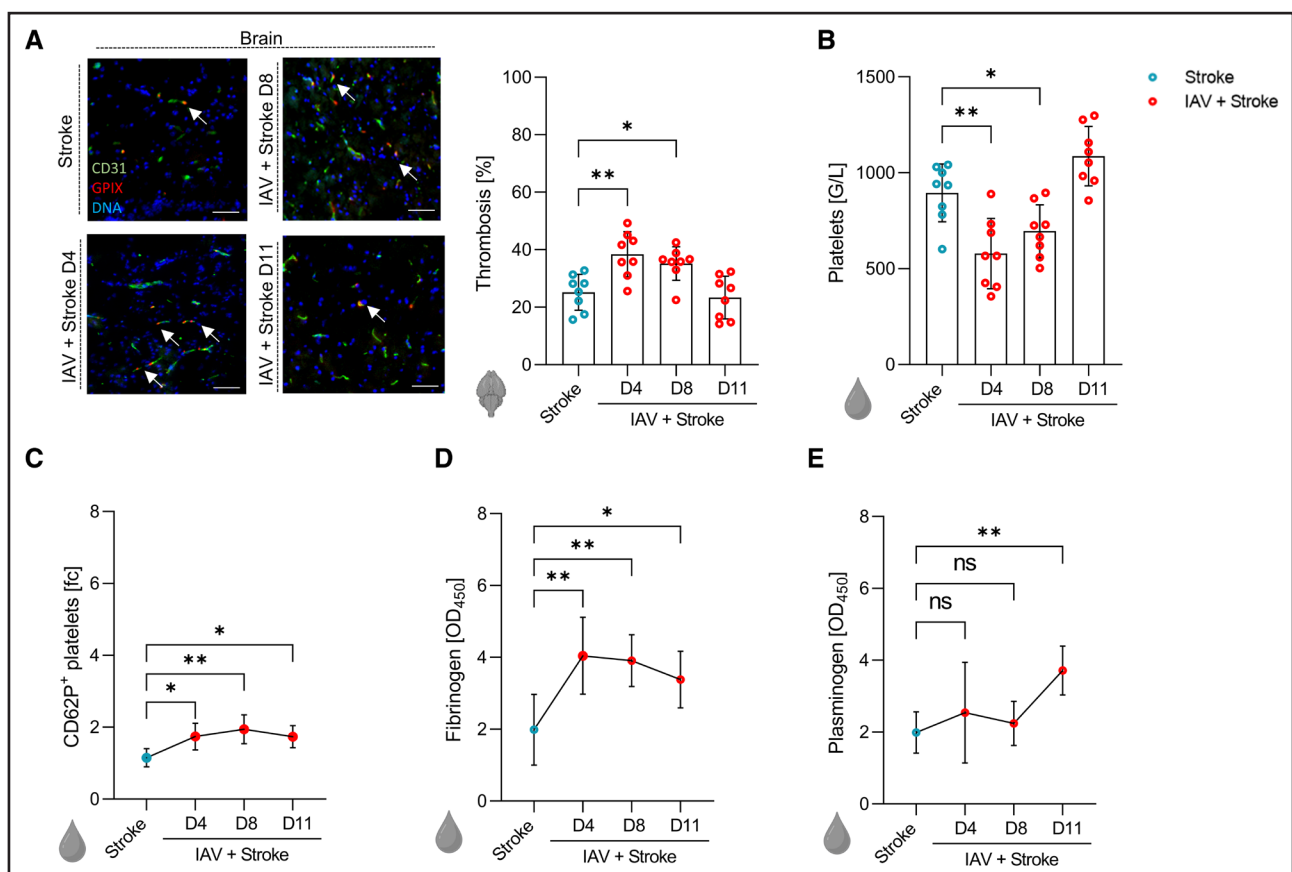 A
Brain
Stroke
CD31
GPIX
DNA
IAV + Stroke D8
IAV + Stroke D4
IAV + Stroke D11
Thrombosis [%]
100
80
60
40
20
0
*
**
Stroke
D4
D8
D11
IAV + Stroke
B
Platelets [G/L]
1500
1000
500
0
*
**
Stroke
D4
D8
D11
IAV + Stroke
Stroke
IAV + Stroke
C
CD62P⁺ platelets [fc]
8
6
4
2
0
*
**
*
Stroke
D4
D8
D11
IAV + Stroke
D
Fibrinogen [OD₄₅₀]
8
6
4
2
0
*
**
**
Stroke
D4
D8
D11
IAV + Stroke
E
Plasminogen [OD₄₅₀]
8
6
4
2
0
**
ns
ns
Stroke
D4
D8
D11
IAV + Stroke